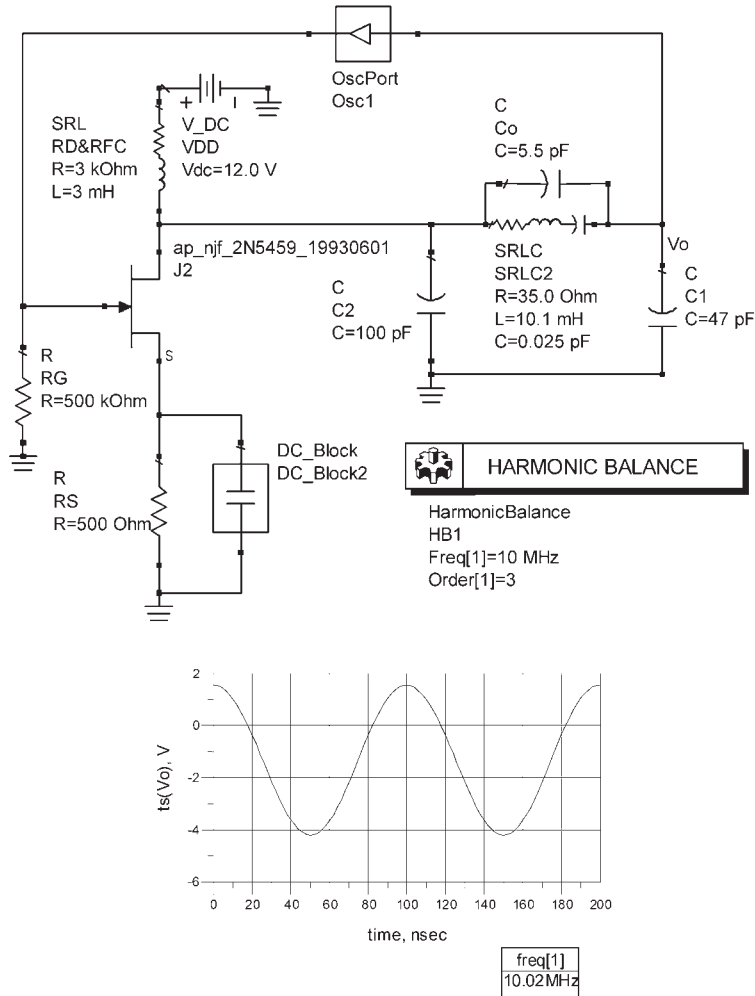 OscPort
Osc1
SRL
RD&RFC
R=3 kOhm
L=3 mH
+
−
V_DC
VDD
Vdc=12.0 V
C
Co
C=5.5 pF
ap_njf_2N5459_19930601
J2
S
Vo
SRLC
SRLC2
R=35.0 Ohm
L=10.1 mH
C=0.025 pF
C
C2
C=100 pF
C
C1
C=47 pF
R
RG
R=500 kOhm
R
RS
R=500 Ohm
DC_Block
DC_Block2
HARMONIC BALANCE
HarmonicBalance
HB1
Freq[1]=10 MHz
Order[1]=3
ts(Vo), V
2
0
-2
-4
-6
0 20 40 60 80 100 120 140 160 180 200
time, nsec
freq[1]
10.02MHz